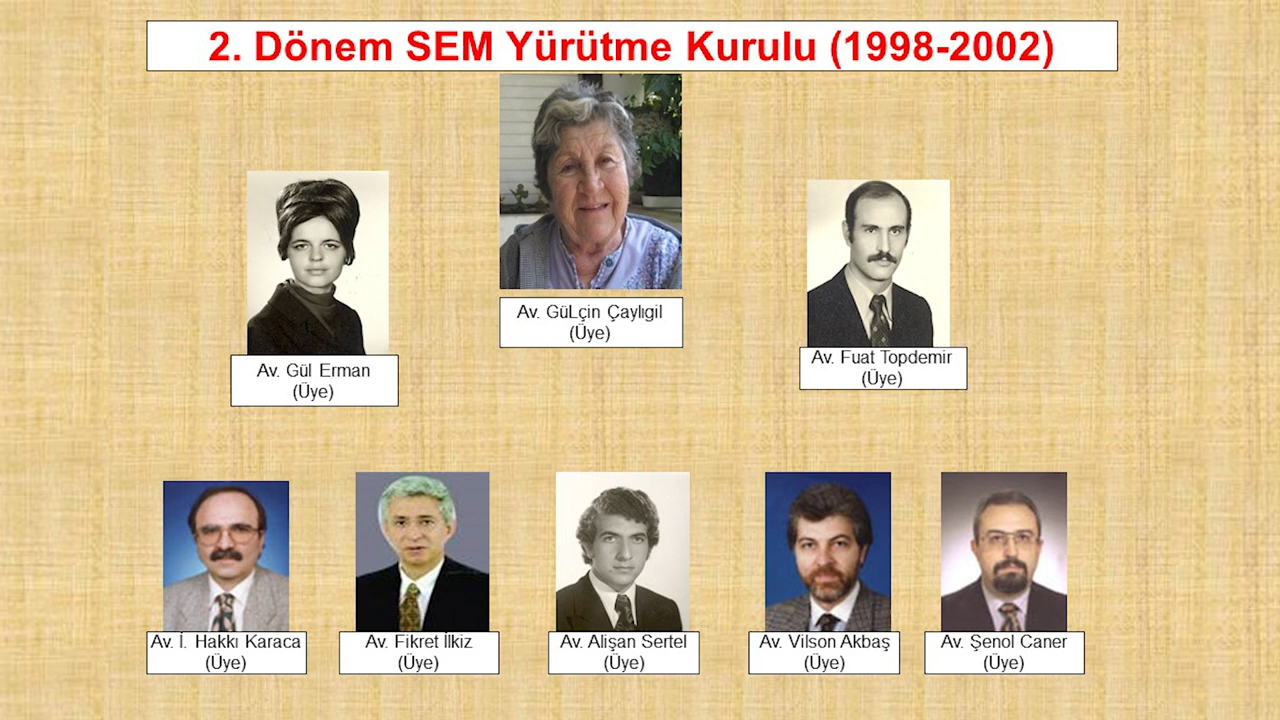 2. Dönem SEM Yürütme Kurulu (1998-2002)
Av. GüLçin Çaylıgil
(Üye)
Av. Gül Erman
(Üye)
Av. Fuat Topdemir
(Üye)
Av. İ. Hakkı Karaca
(Üye)
Av. Fikret İlkiz
(Üye)
Av. Alişan Sertel
(Üye)
Av. Vilson Akbaş
(Üye)
Av. Şenol Caner
(Üye)